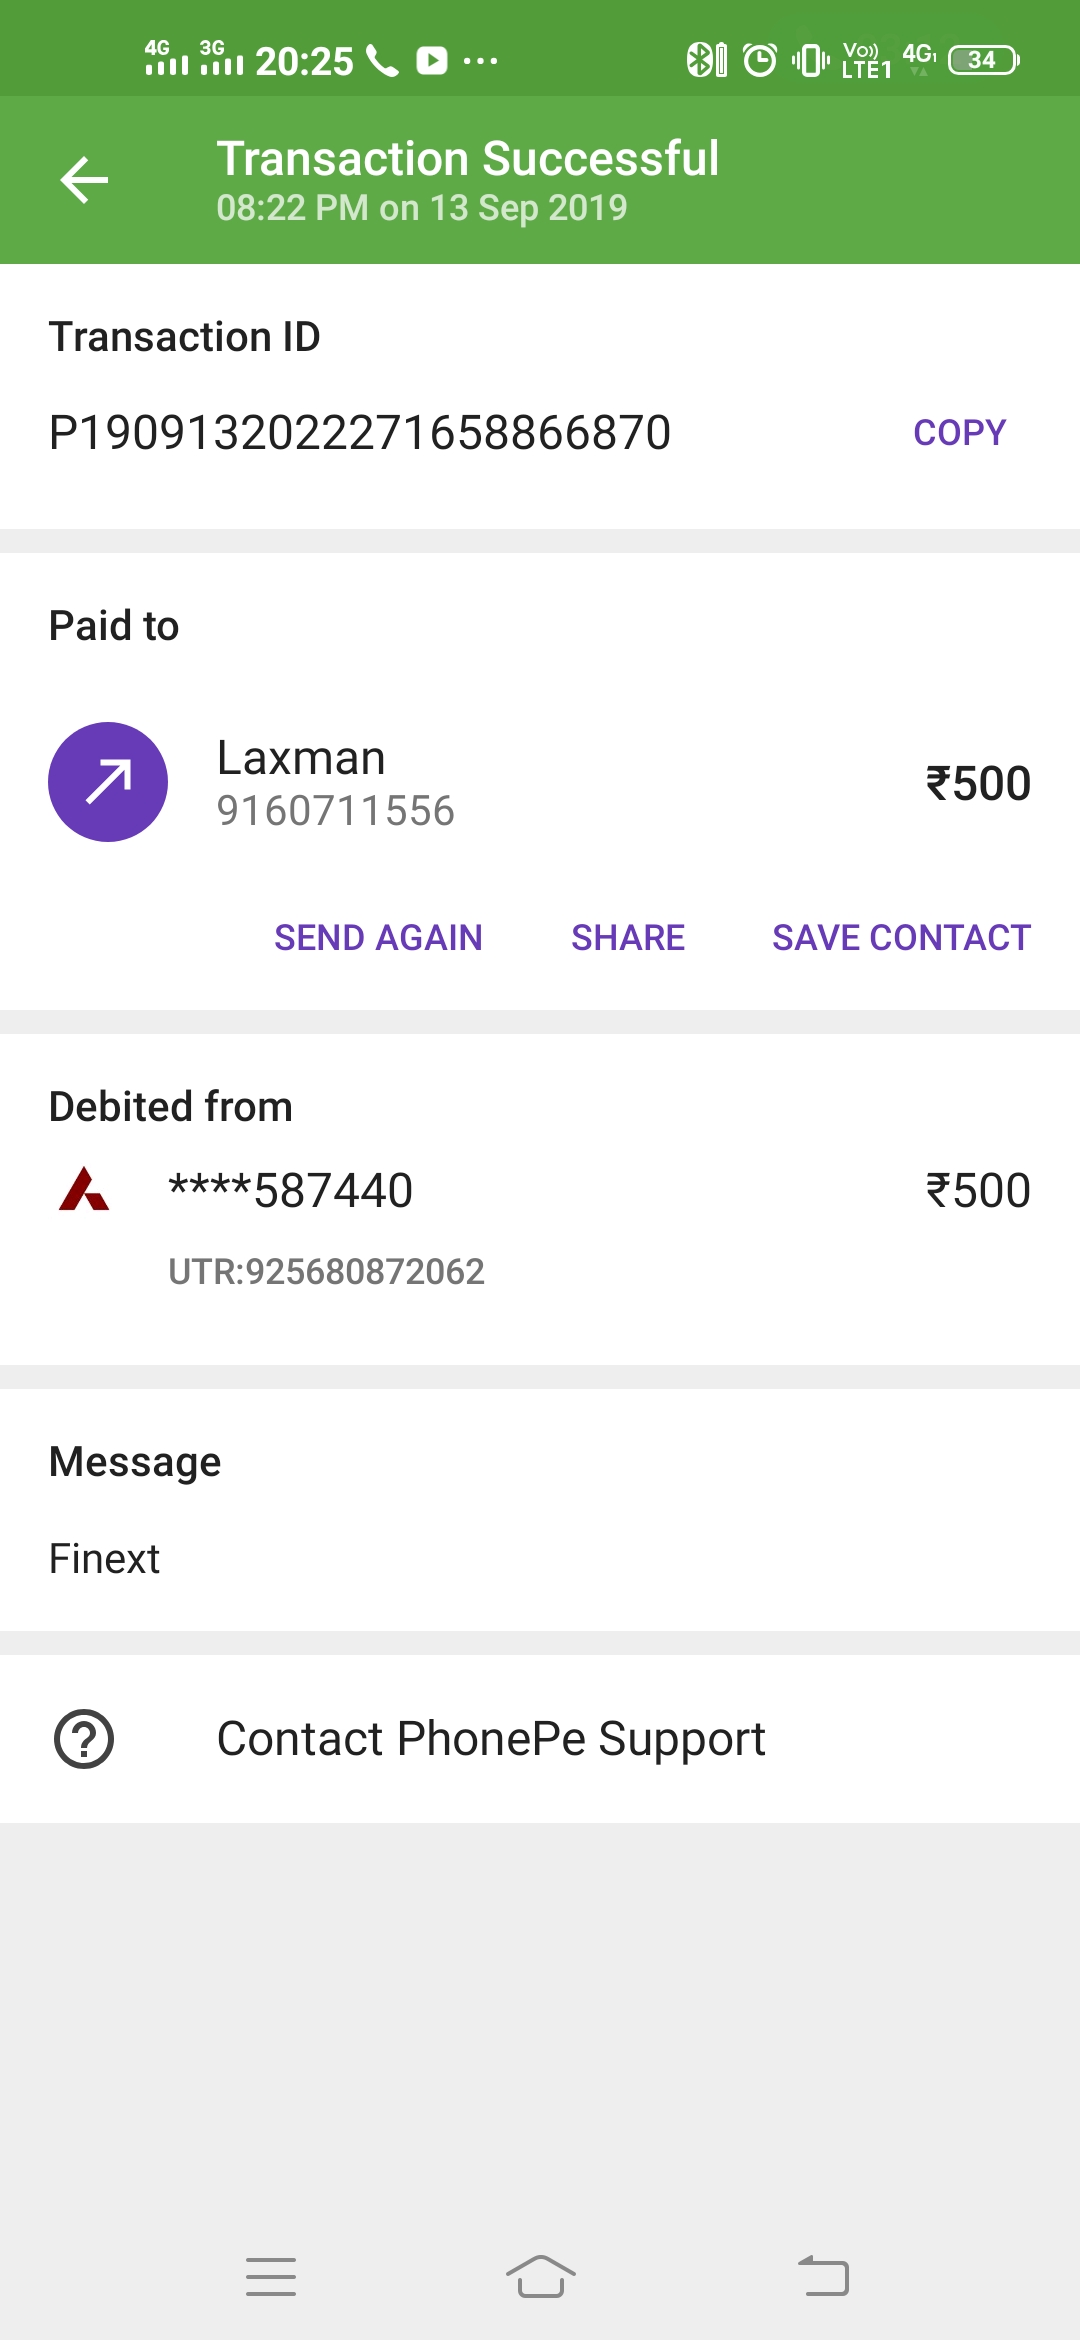 4G 3G 20:25 ... Vo)) LTE1 4G1 34
Transaction Successful
08:22 PM on 13 Sep 2019
Transaction ID
P1909132022271658866870 COPY
Paid to
Laxman ₹500
9160711556
SEND AGAIN SHARE SAVE CONTACT
Debited from
****587440 ₹500
UTR:925680872062
Message
Finext
Contact PhonePe Support